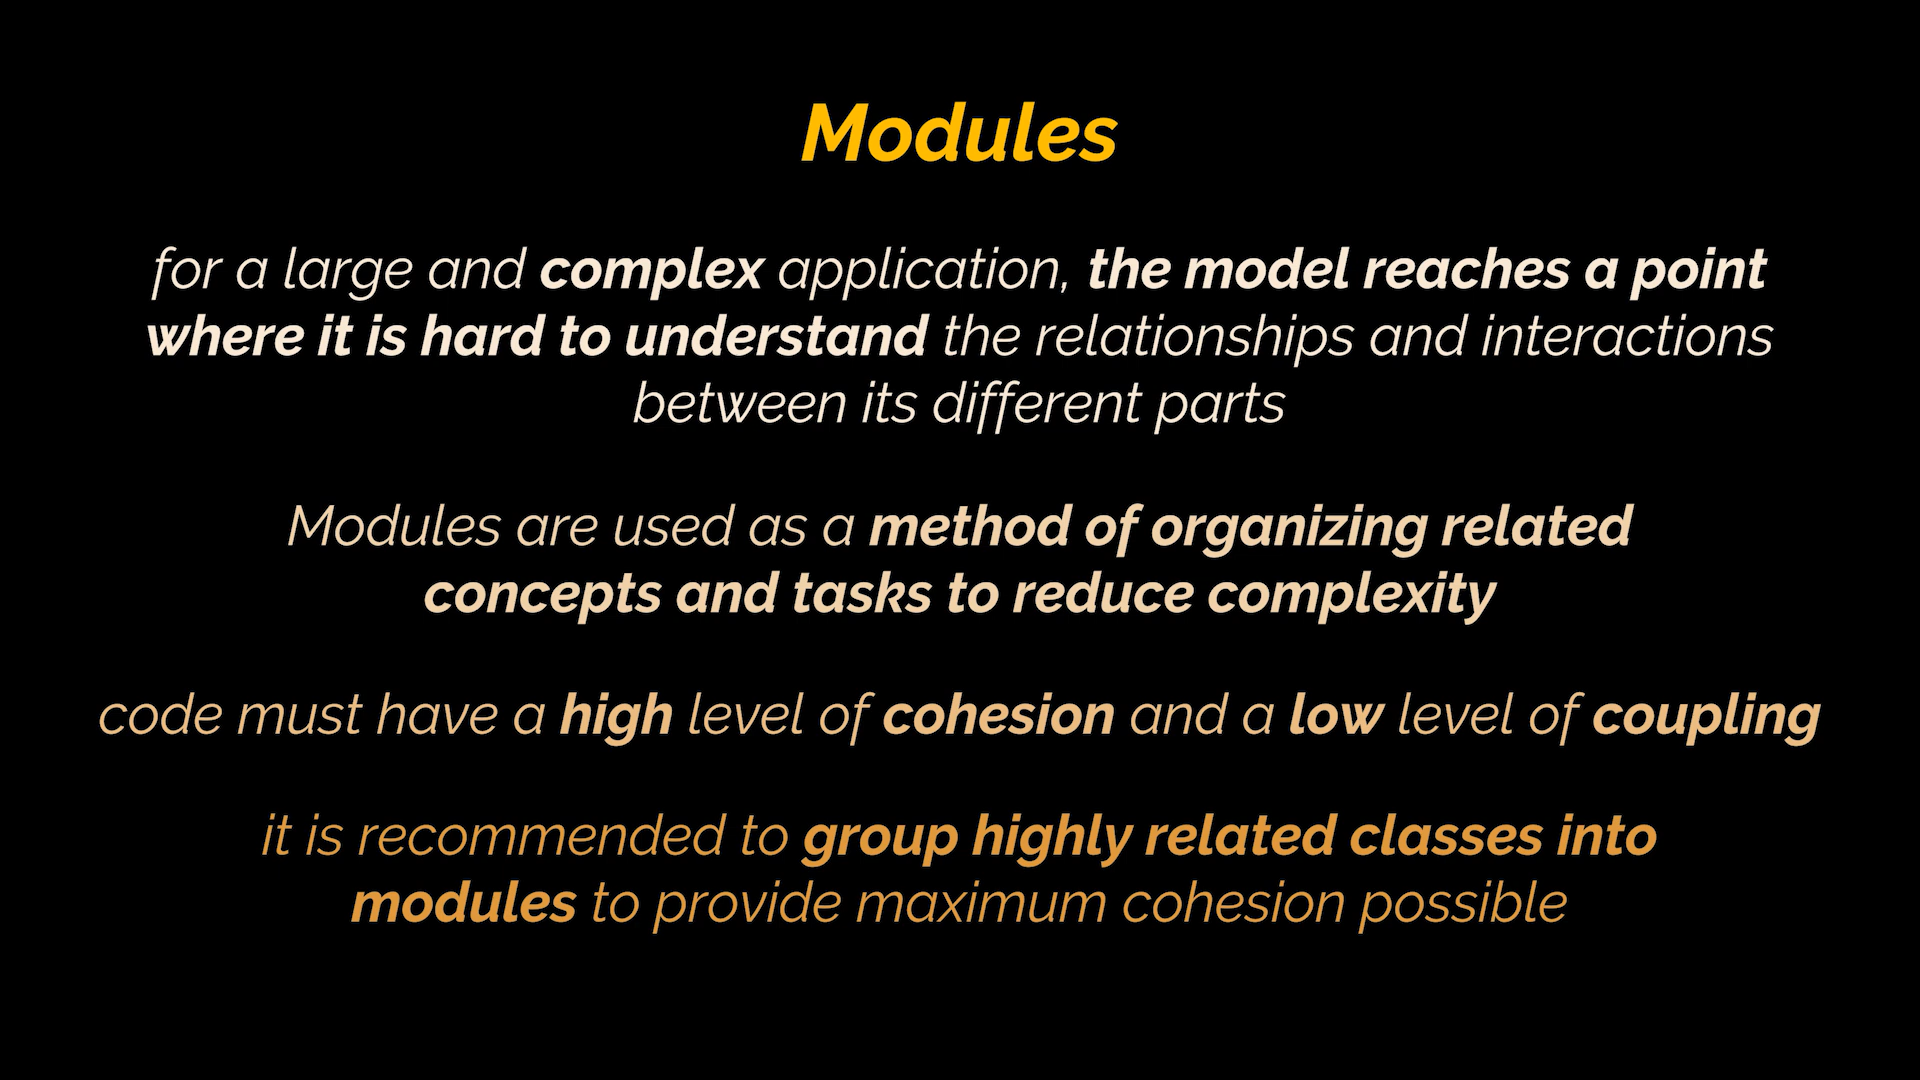 Modules
for a large and complex application, the model reaches a point
where it is hard to understand the relationships and interactions
between its different parts
Modules are used as a method of organizing related
concepts and tasks to reduce complexity
code must have a high level of cohesion and a low level of coupling
it is recommended to group highly related classes into
modules to provide maximum cohesion possible